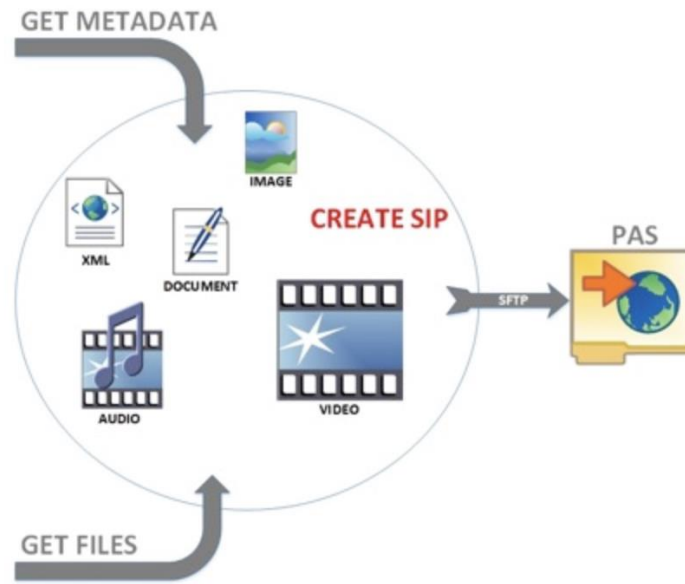 GET METADATA
IMAGE
CREATE SIP
XML
DOCUMENT
PAS
SFTP
AUDIO
VIDEO
GET FILES